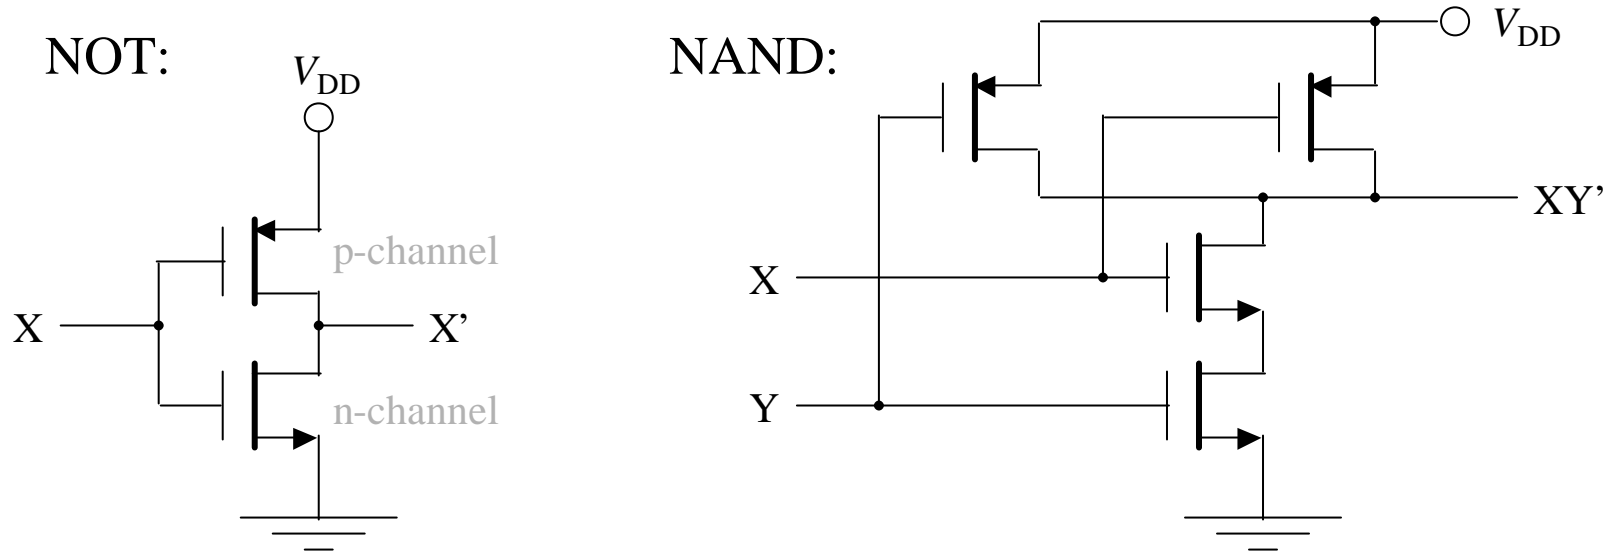 NOT:
V_DD
p-channel
X
X’
n-channel
NAND:
V_DD
XY’
X
Y